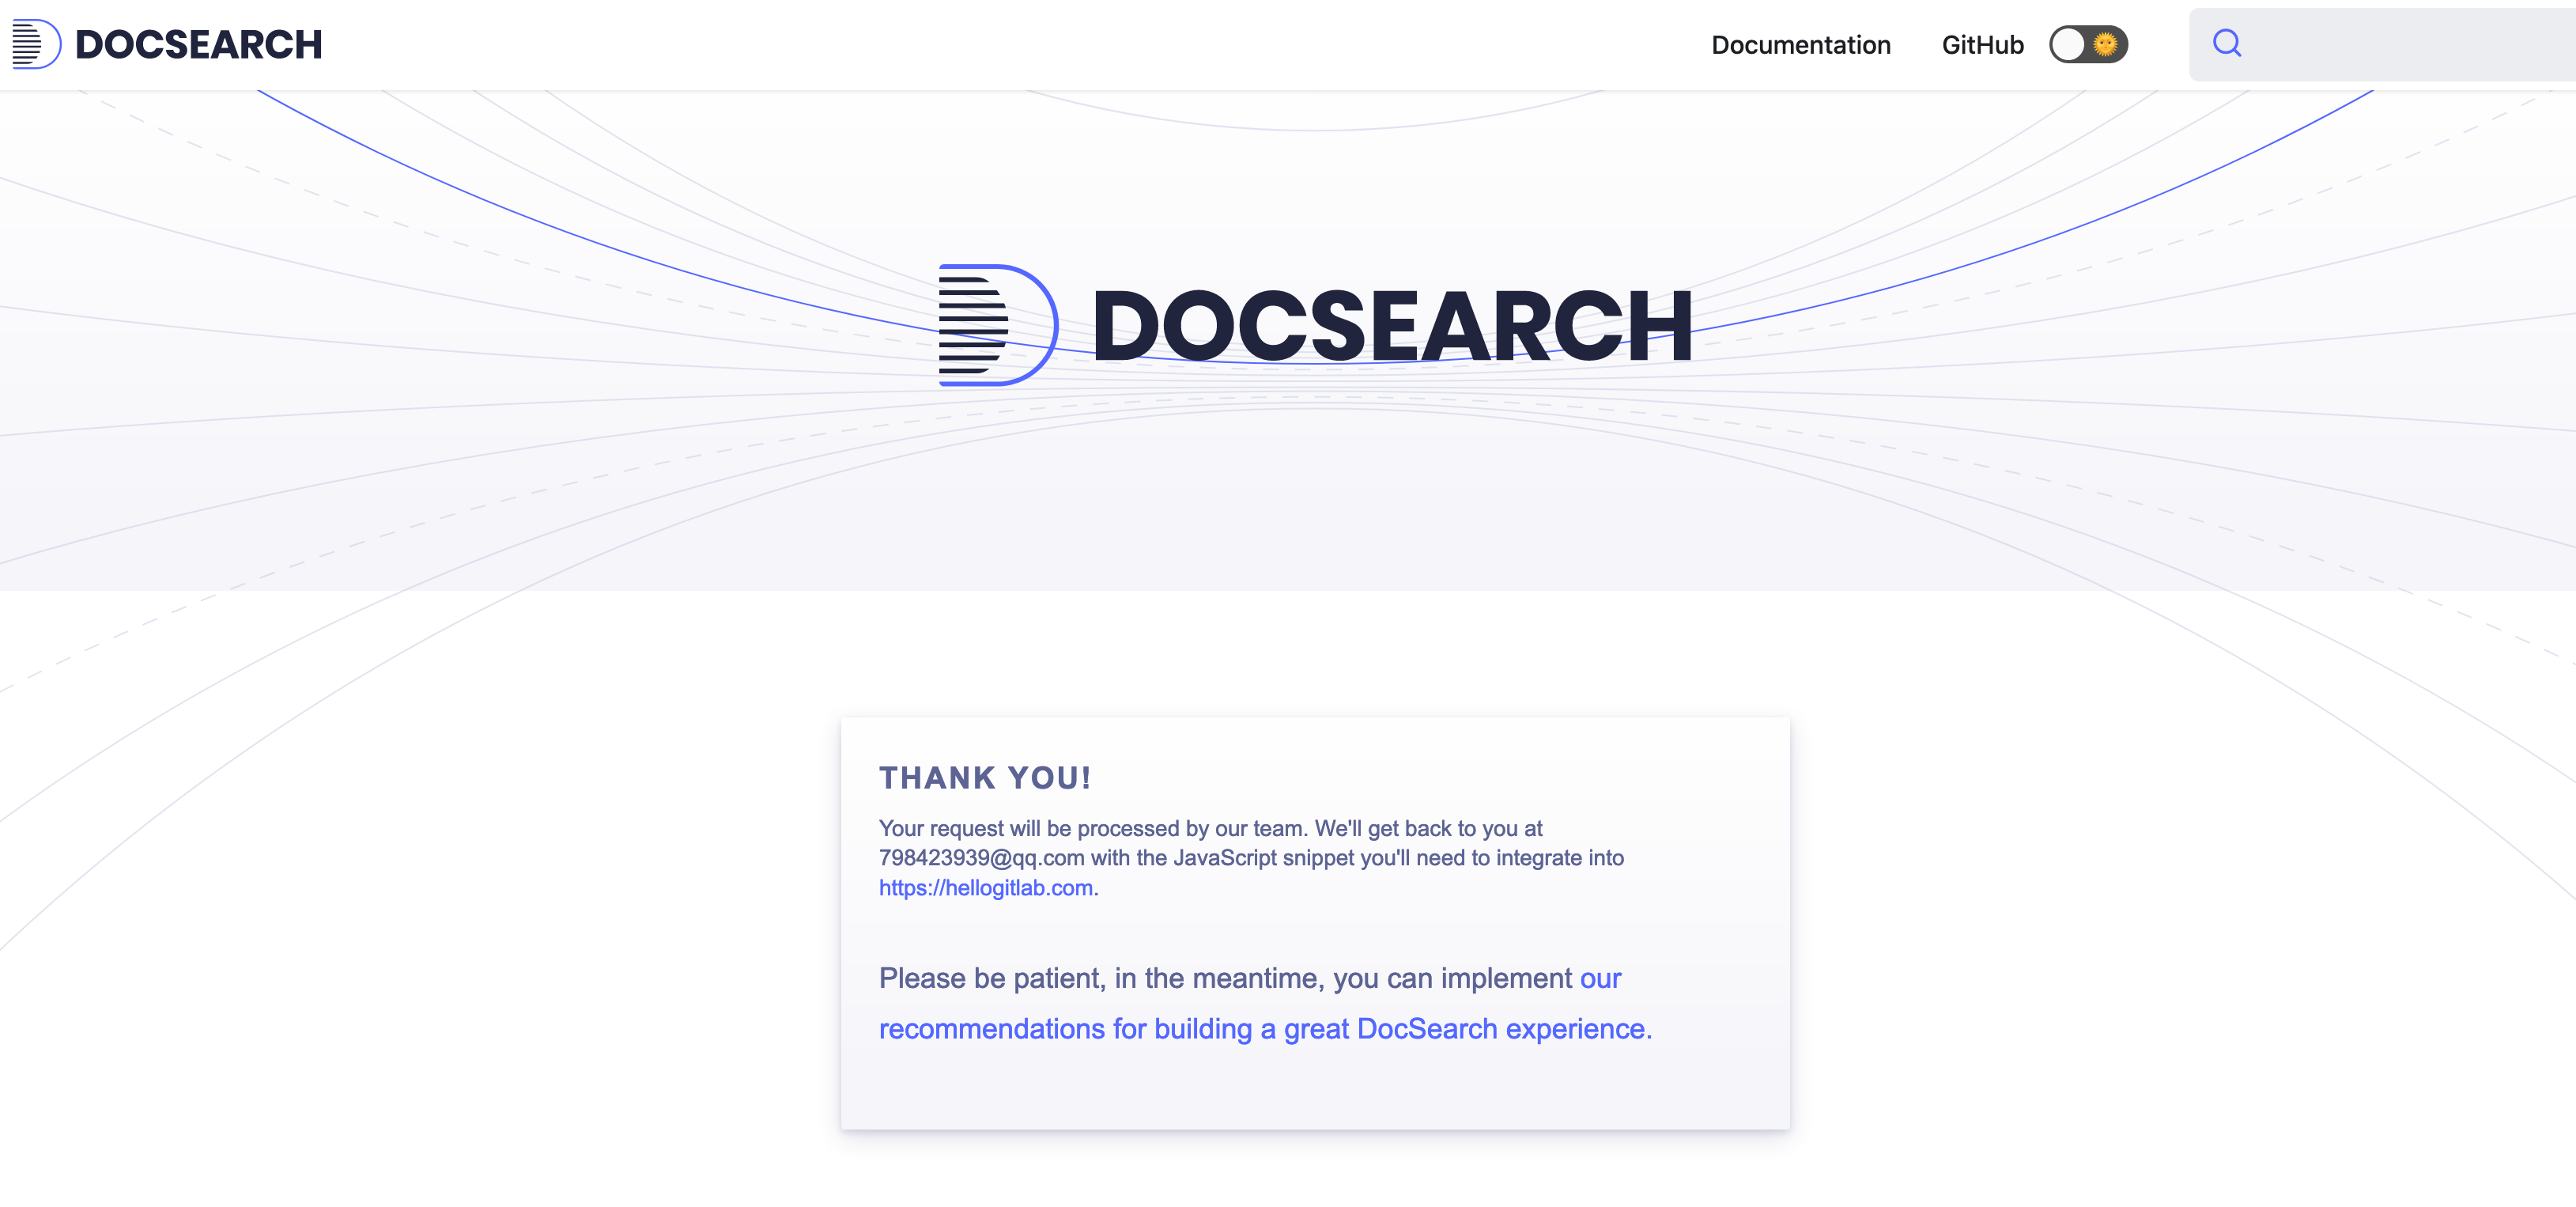 DOCSEARCH
Documentation
GitHub
DOCSEARCH
THANK YOU!
Your request will be processed by our team. We'll get back to you at
798423939@qq.com with the JavaScript snippet you'll need to integrate into
https://hellogitlab.com.
Please be patient, in the meantime, you can implement our
recommendations for building a great DocSearch experience.